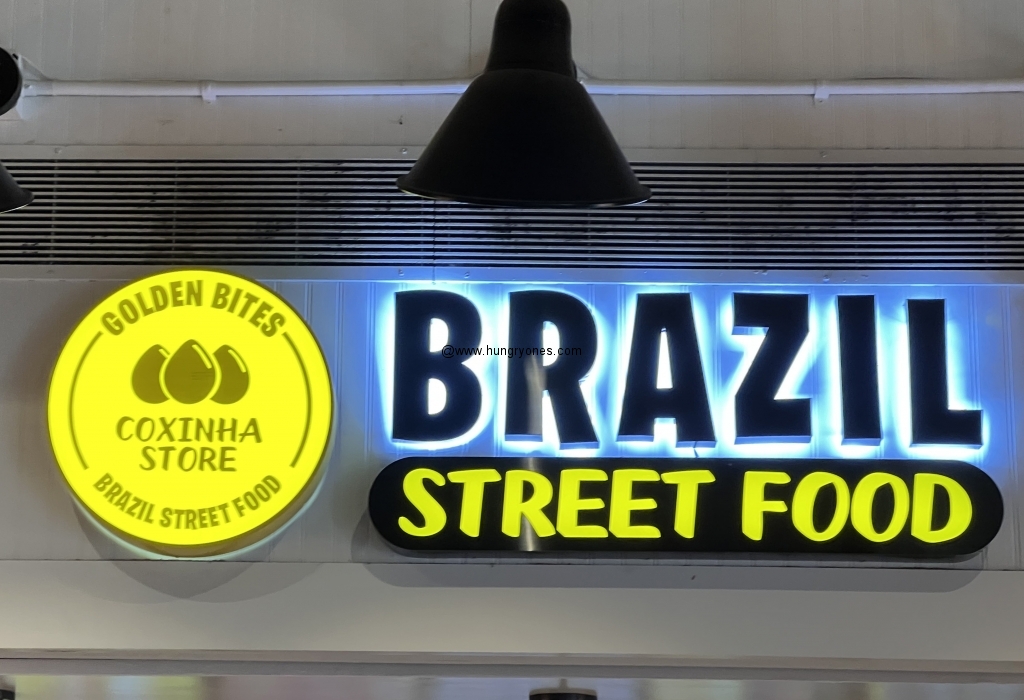 GOLDEN BITES
COXINHA
STORE
BRAZIL STREET FOOD
BRAZIL
STREET FOOD
@www.hungryones.com